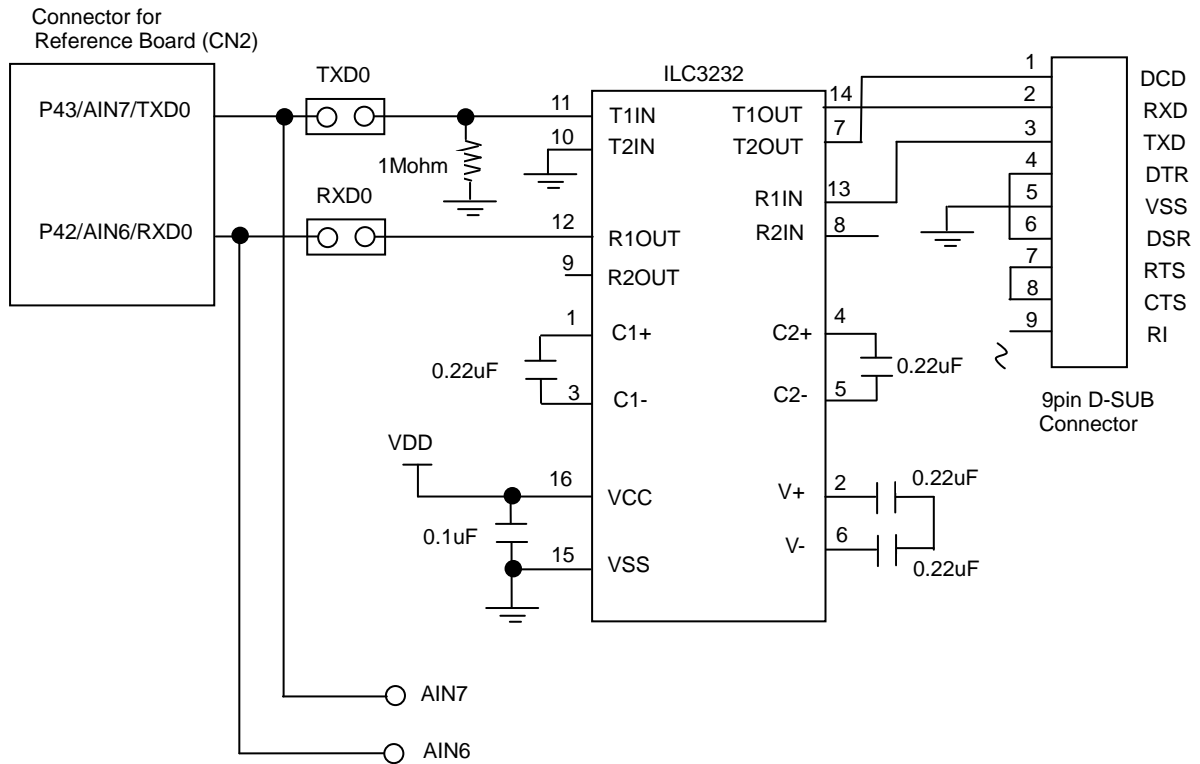 Connector for
Reference Board (CN2)
P43/AIN7/TXD0
P42/AIN6/RXD0
TXD0
1Mohm
RXD0
ILC3232
11
T1IN
10
T2IN
12
R1OUT
9
R2OUT
1
C1+
0.22uF
3
C1-
VDD
16
VCC
0.1uF
15
VSS
14
T1OUT
7
T2OUT
13
R1IN
8
R2IN
4
C2+
0.22uF
5
C2-
2
V+
0.22uF
6
V-
0.22uF
1
DCD
2
RXD
3
TXD
4
DTR
5
VSS
6
DSR
7
RTS
8
CTS
9
RI
9pin D-SUB
Connector
AIN7
AIN6